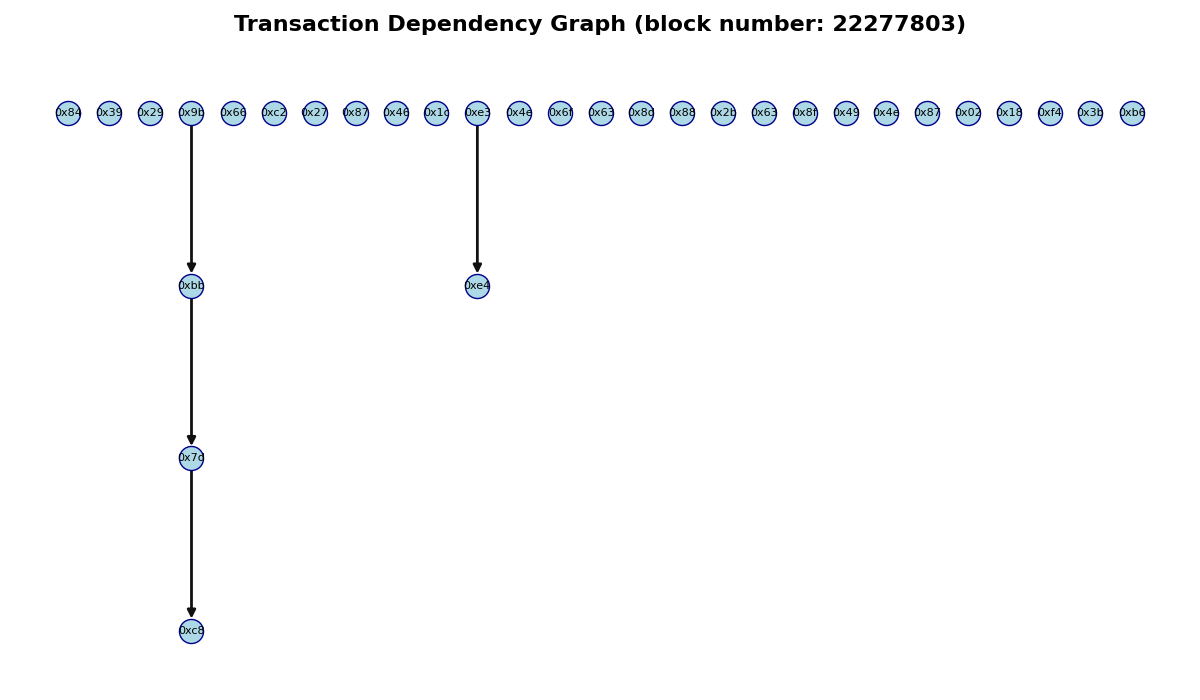 Transaction Dependency Graph (block number: 22277803)
0x84 0x39 0x29 0x9b 0x66 0xc2 0x27 0x87 0x46 0x1c 0xe3 0x4e 0x6f 0x63 0x8d 0x88 0x2b 0x63 0x8f 0x49 0x4e 0x87 0x02 0x18 0xf4 0x3b 0xb6
0xbb 0xe4
0x7d
0xc8